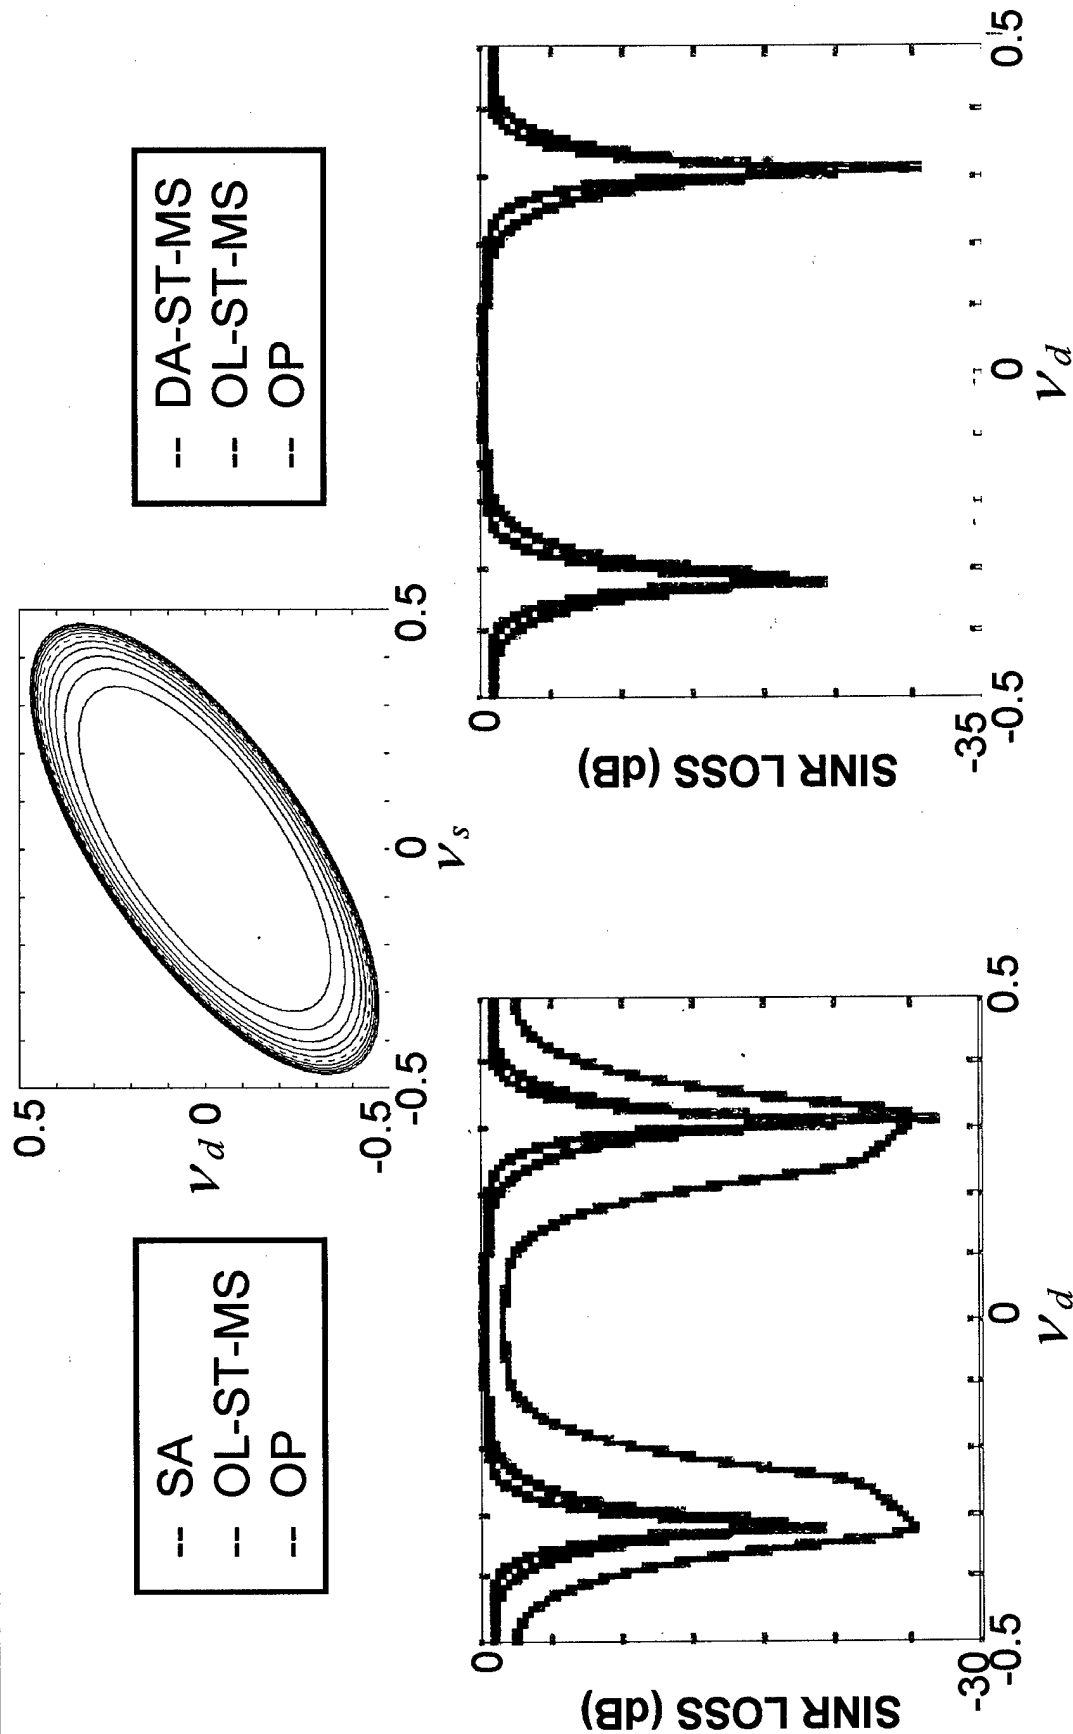 -- SA
-- OL-ST-MS
-- OP
0.5
ν_d 0
-0.5
-0.5
0
0.5
ν_s
-- DA-ST-MS
-- OL-ST-MS
-- OP
0
SINR LOSS (dB)
-30
-0.5
0
0.5
ν_d
0
SINR LOSS (dB)
-35
-0.5
0
0.5
ν_d